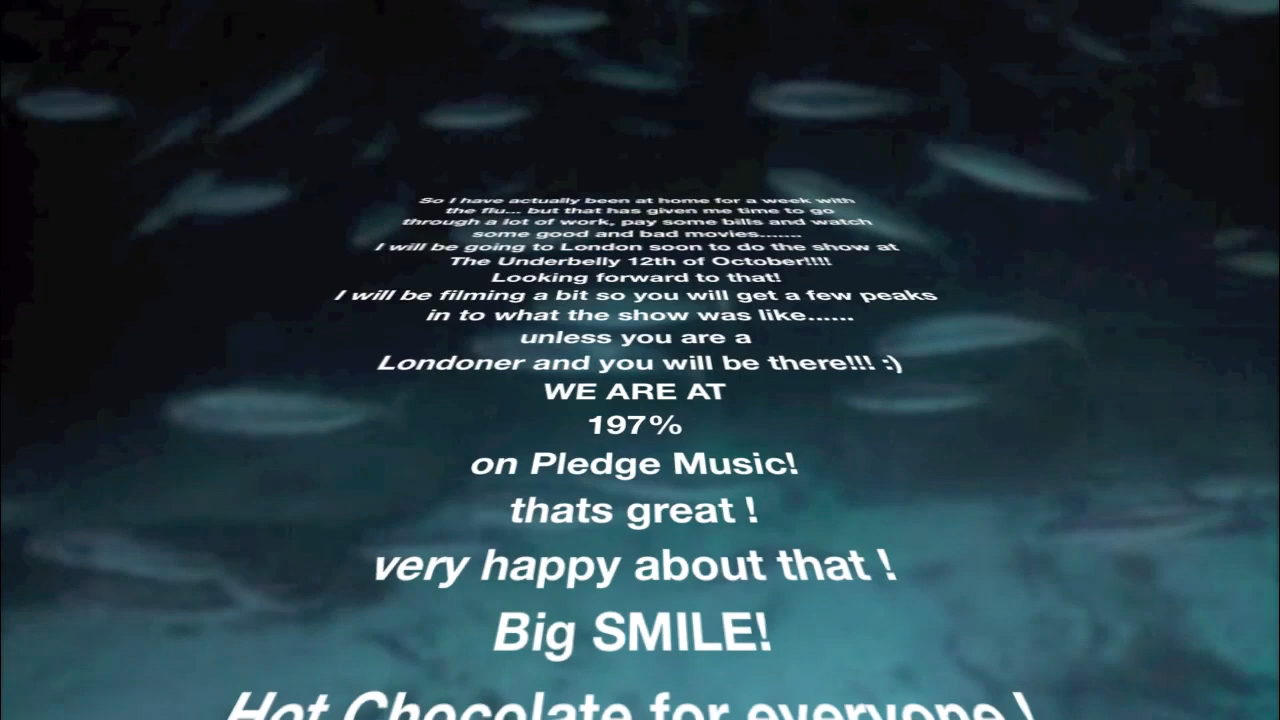 So I have actually been at home for a week with
the flu... but that has given me time to go
through a lot of work, pay some bills and watch
some good and bad movies......
I will be going to London soon to do the show at
The Underbelly 12th of October!!!!
Looking forward to that!
I will be filming a bit so you will get a few peaks
in to what the show was like......
unless you are a
Londoner and you will be there!!! :)
WE ARE AT
197%
on Pledge Music!
thats great !
very happy about that !
Big SMILE!
Hot Chocolate for everyone !